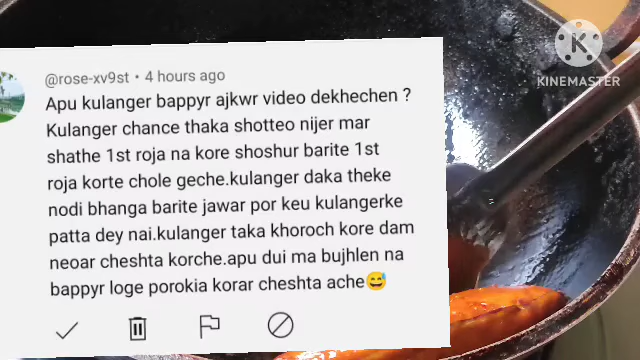 @rose-xv9st • 4 hours ago
Apu kulanger bappyr ajkwr video dekhechen ?
Kulanger chance thaka shotteo nijer mar
shathe 1st roja na kore shoshur barite 1st
roja korte chole geche.kulanger daka theke
nodi bhanga barite jawar por keu kulangerke
patta dey nai.kulanger taka khoroch kore dam
neoar cheshta korche.apu dui ma bujhlen na
bappyr loge porokia korar cheshta ache😅
K
KINEMASTER